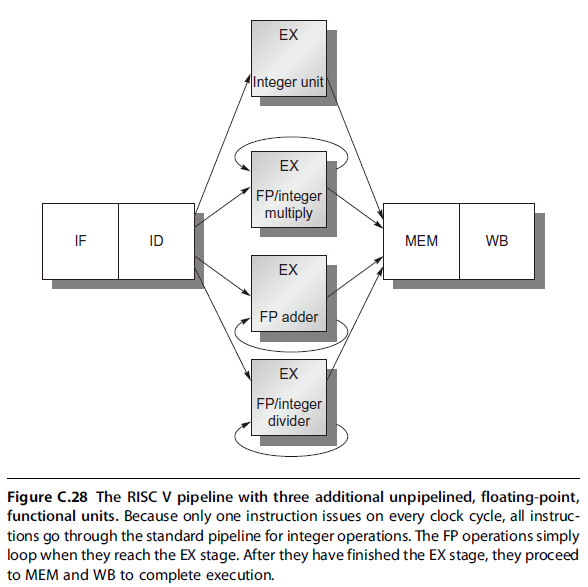 EX
Integer unit
EX
FP/integer
multiply
IF
ID
MEM
WB
EX
FP adder
EX
FP/integer
divider
Figure C.28 The RISC V pipeline with three additional unpipelined, floating-point,
functional units. Because only one instruction issues on every clock cycle, all instruc-
tions go through the standard pipeline for integer operations. The FP operations simply
loop when they reach the EX stage. After they have finished the EX stage, they proceed
to MEM and WB to complete execution.